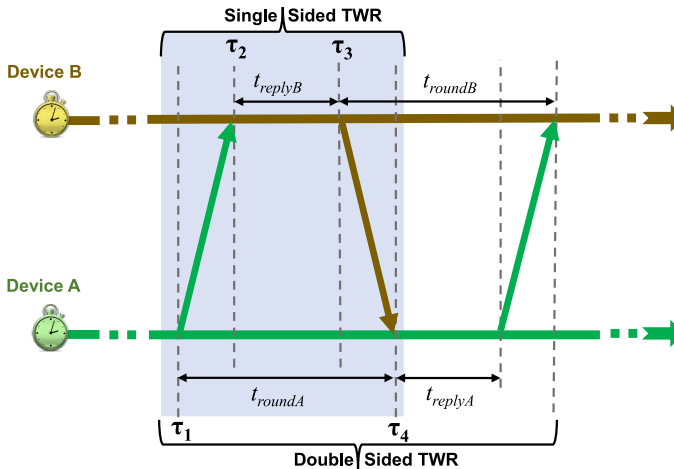 Single Sided TWR
τ2 τ3
Device B
treplyB troundB
Device A
troundA treplyA
τ1 τ4
Double Sided TWR